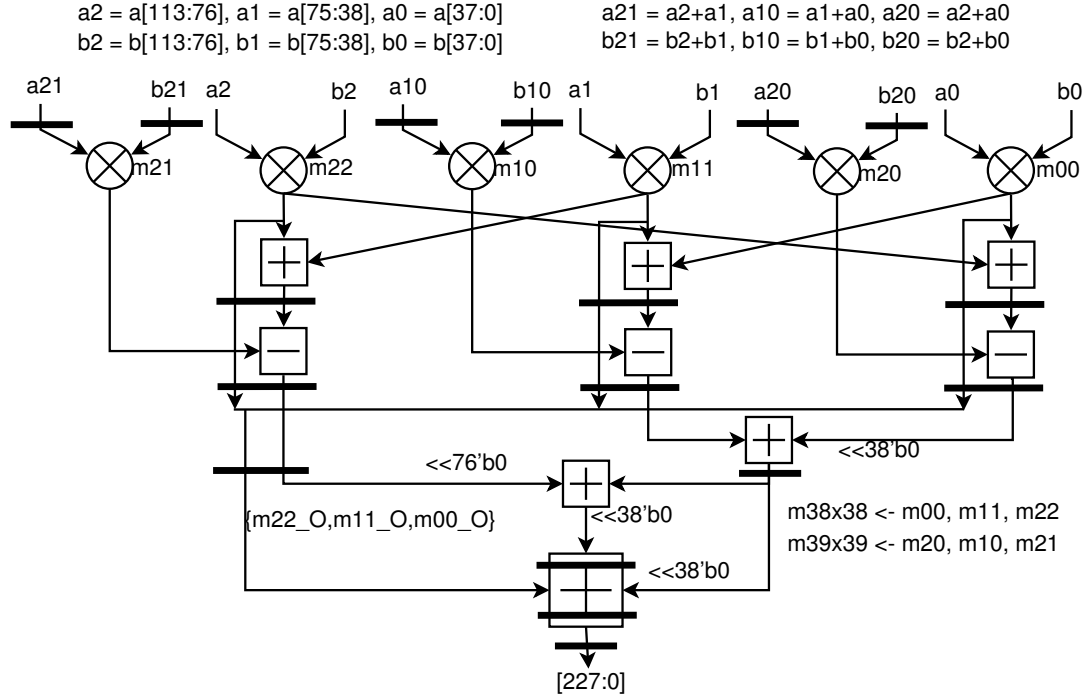 a2 = a[113:76], a1 = a[75:38], a0 = a[37:0]
b2 = b[113:76], b1 = b[75:38], b0 = b[37:0]
a21 = a2+a1, a10 = a1+a0, a20 = a2+a0
b21 = b2+b1, b10 = b1+b0, b20 = b2+b0
a21 b21 a2 b2 a10 b10 a1 b1 a20 b20 a0 b0
m21 m22 m10 m11 m20 m00
<<38'b0
<<76'b0
{m22_O,m11_O,m00_O}
<<38'b0
m38x38 <- m00, m11, m22
m39x39 <- m20, m10, m21
<<38'b0
[227:0]